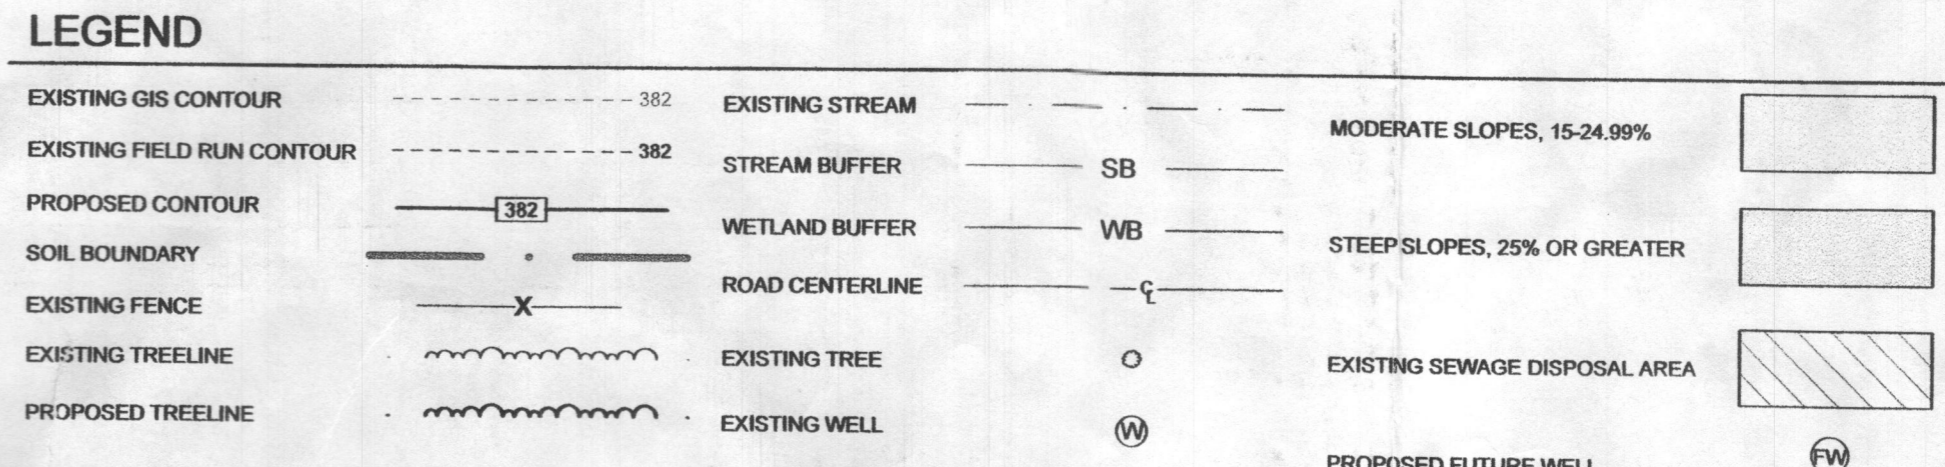 LEGEND
EXISTING GIS CONTOUR 382
EXISTING FIELD RUN CONTOUR 382
PROPOSED CONTOUR 382
SOIL BOUNDARY
EXISTING FENCE X
EXISTING TREELINE
PROPOSED TREELINE
EXISTING STREAM
STREAM BUFFER SB
WETLAND BUFFER WB
ROAD CENTERLINE ℄
EXISTING TREE
EXISTING WELL W
MODERATE SLOPES, 15-24.99%
STEEP SLOPES, 25% OR GREATER
EXISTING SEWAGE DISPOSAL AREA
PROPOSED FUTURE WELL FW